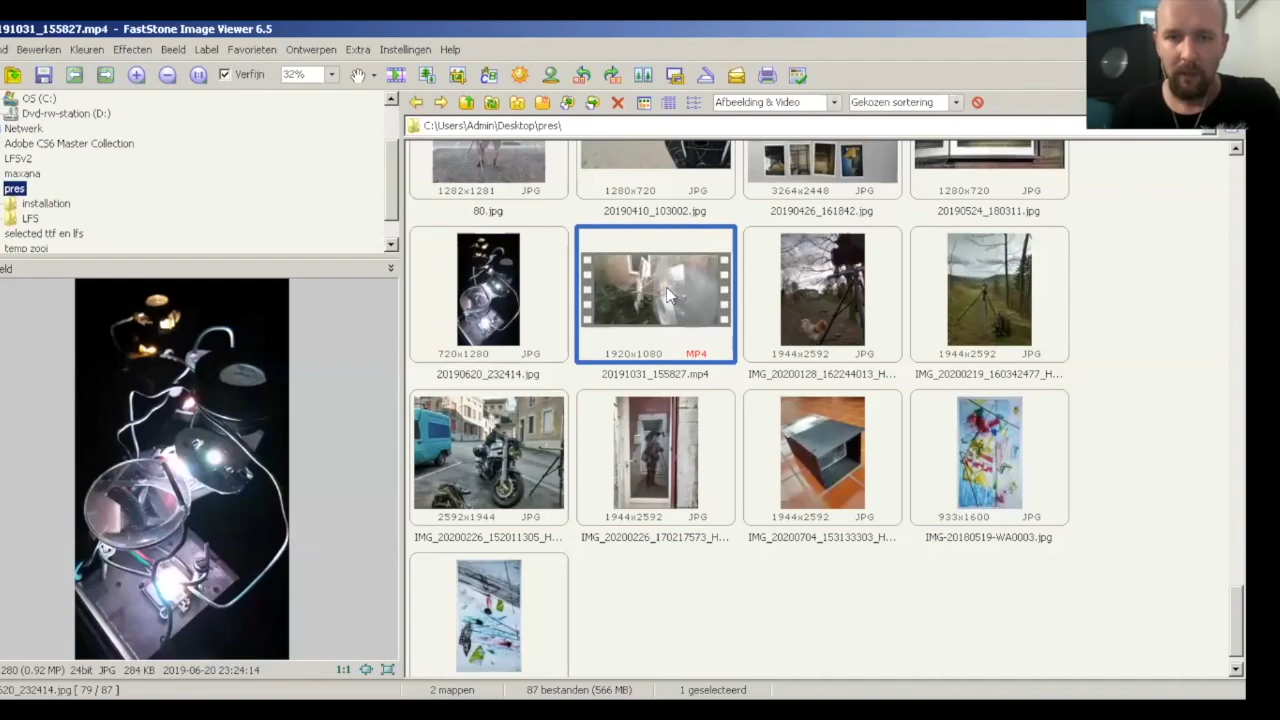 191031_155827.mp4 - FastStone Image Viewer 6.5
nd Bewerken Kleuren Effecten Beeld Label Favorieten Ontwerpen Extra Instellingen Help
Verfijn 32%
OS (C:)
Dvd-rw-station (D:)
Netwerk
Adobe CS6 Master Collection
LFSv2
maxana
pres
installation
LFS
selected ttf en lfs
temp zooi
eld
Afbeelding & Video Gekozen sortering
C:\Users\Admin\Desktop\pres\
1282x1281 JPG
1280x720 JPG
3264x2448 JPG
1280x720 JPG
80.jpg
20190410_103002.jpg
20190426_161842.jpg
20190524_180311.jpg
720x1280 JPG
1920x1080 MP4
1944x2592 JPG
1944x2592 JPG
20190620_232414.jpg
20191031_155827.mp4
IMG_20200128_162244013_H...
IMG_20200219_160342477_H...
2592x1944 JPG
1944x2592 JPG
1944x2592 JPG
933x1600 JPG
IMG_20200226_152011305_H...
IMG_20200226_170217573_H...
IMG_20200704_153133303_H...
IMG-20180519-WA0003.jpg
280 (0.92 MP) 24bit JPG 284 KB 2019-06-20 23:24:14 1:1
620_232414.jpg [ 79 / 87 ]
2 mappen 87 bestanden (566 MB) 1 geselecteerd